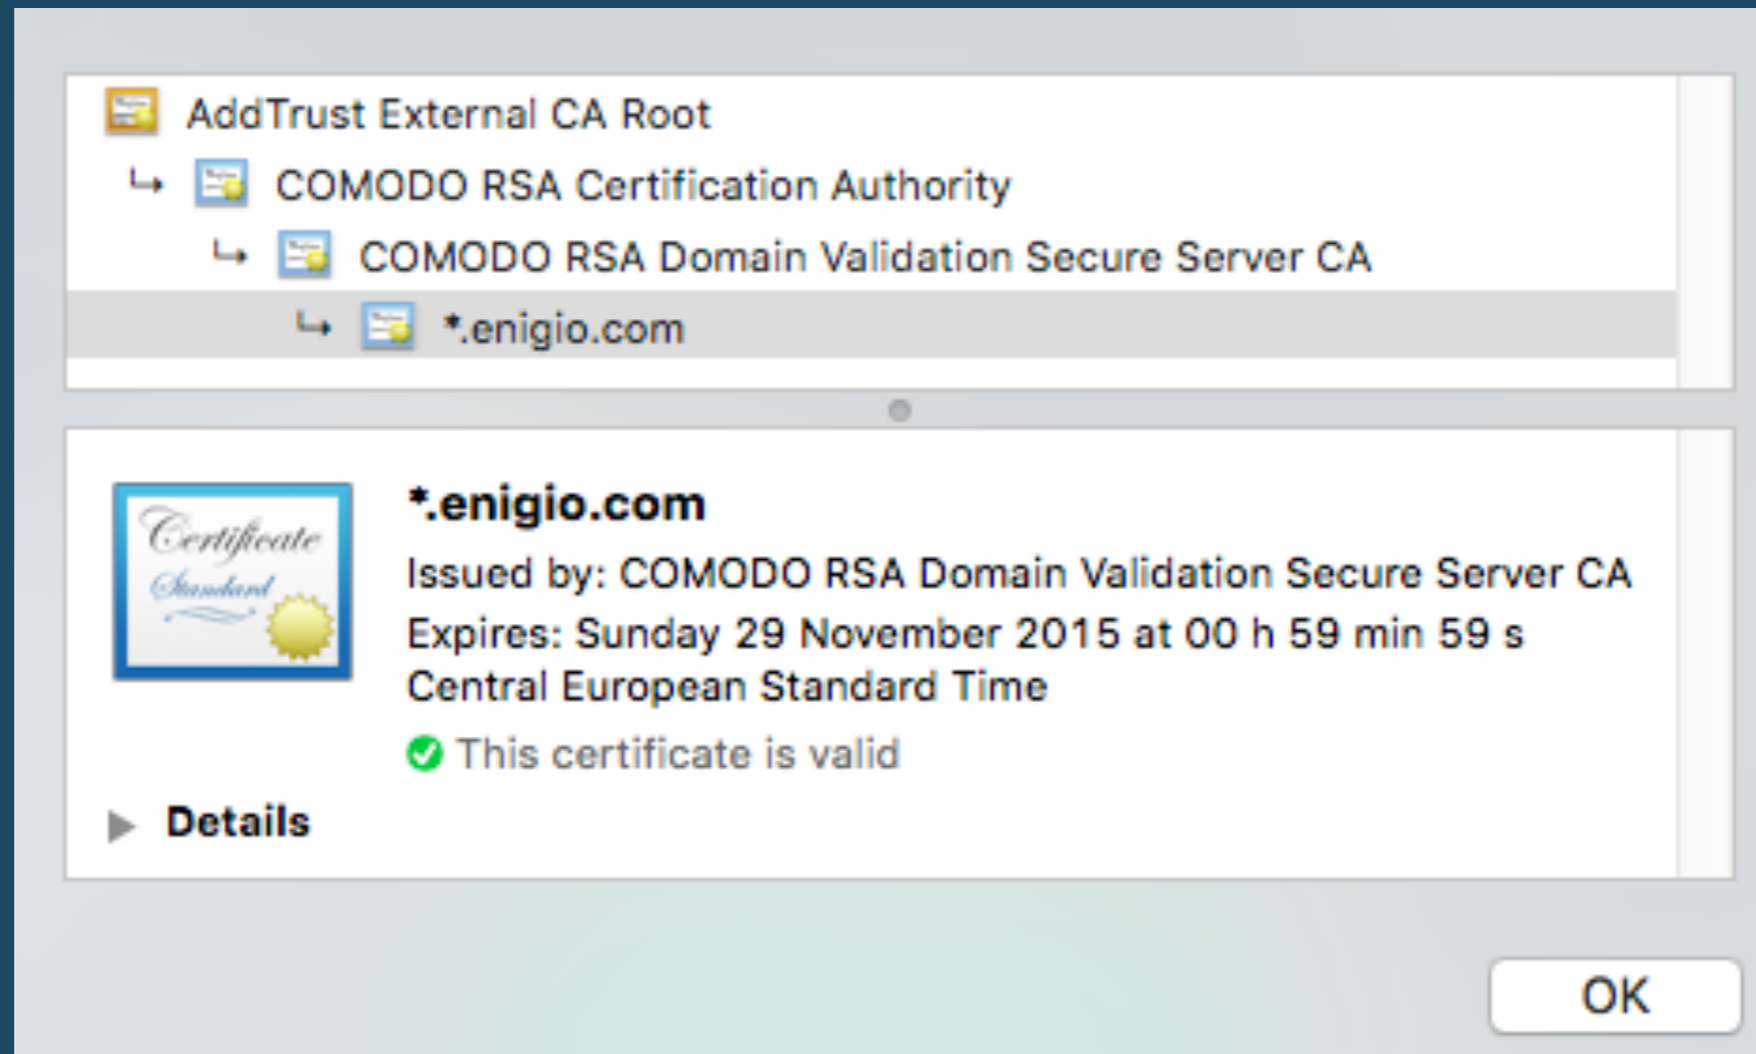 AddTrust External CA Root
COMODO RSA Certification Authority
COMODO RSA Domain Validation Secure Server CA
*.enigio.com
Certificate
Standard
*.enigio.com
Issued by: COMODO RSA Domain Validation Secure Server CA
Expires: Sunday 29 November 2015 at 00 h 59 min 59 s
Central European Standard Time
This certificate is valid
Details
OK